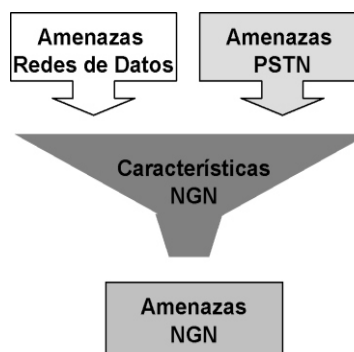 Amenazas
Redes de Datos
Amenazas
PSTN
Características
NGN
Amenazas
NGN